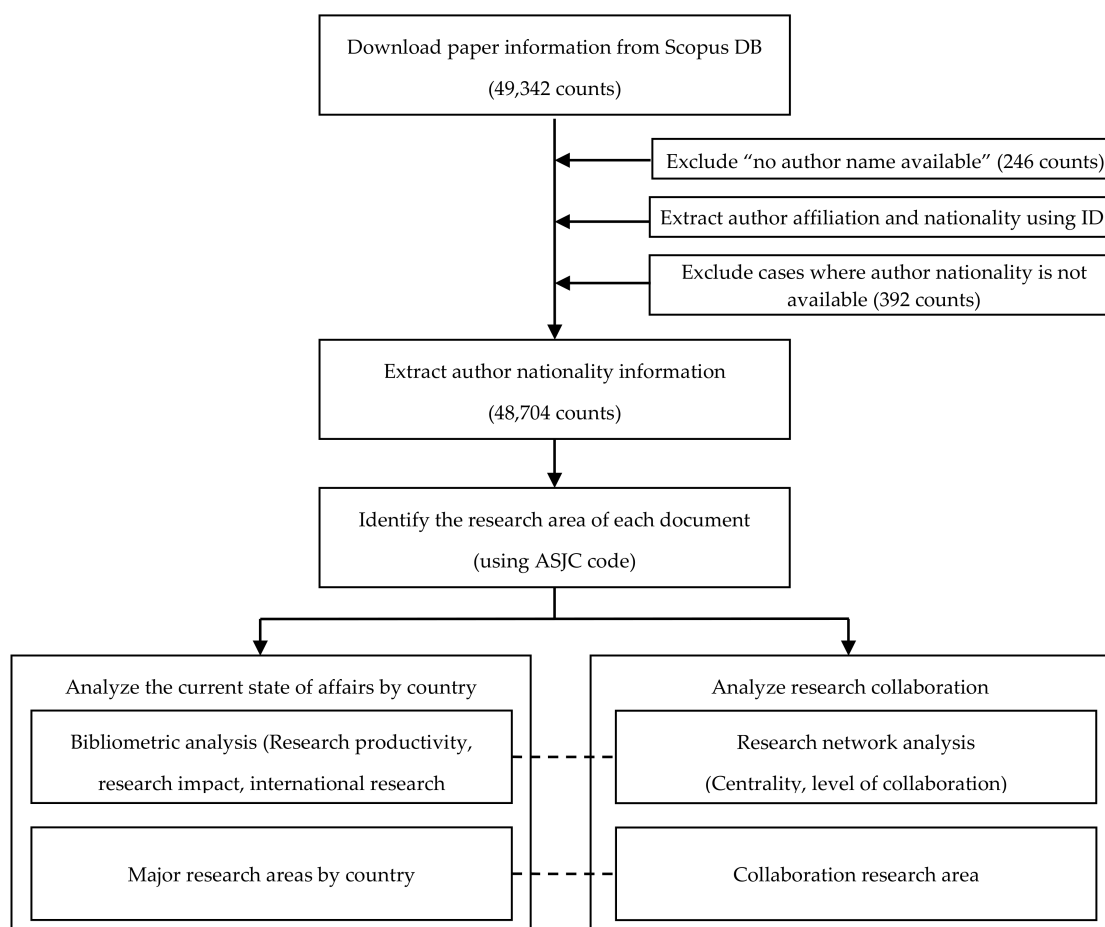 Download paper information from Scopus DB
(49,342 counts)
Exclude “no author name available” (246 counts)
Extract author affiliation and nationality using ID
Exclude cases where author nationality is not
available (392 counts)
Extract author nationality information
(48,704 counts)
Identify the research area of each document
(using ASJC code)
Analyze the current state of affairs by country
Bibliometric analysis (Research productivity,
research impact, international research
Major research areas by country
Analyze research collaboration
Research network analysis
(Centrality, level of collaboration)
Collaboration research area